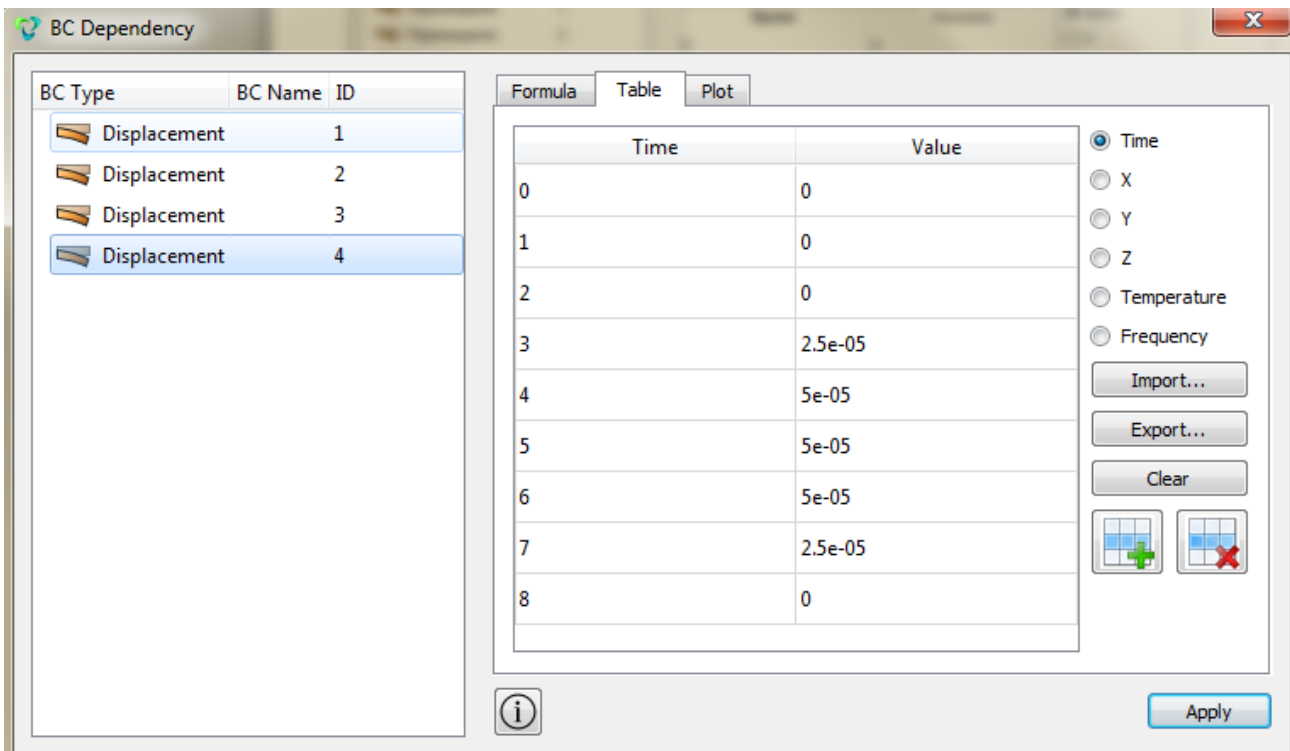 BC Dependency
BC Type BC Name ID
Displacement 1
Displacement 2
Displacement 3
Displacement 4
Formula Table Plot
Time Value
0 0
1 0
2 0
3 2.5e-05
4 5e-05
5 5e-05
6 5e-05
7 2.5e-05
8 0
Time
X
Y
Z
Temperature
Frequency
Import...
Export...
Clear
Apply